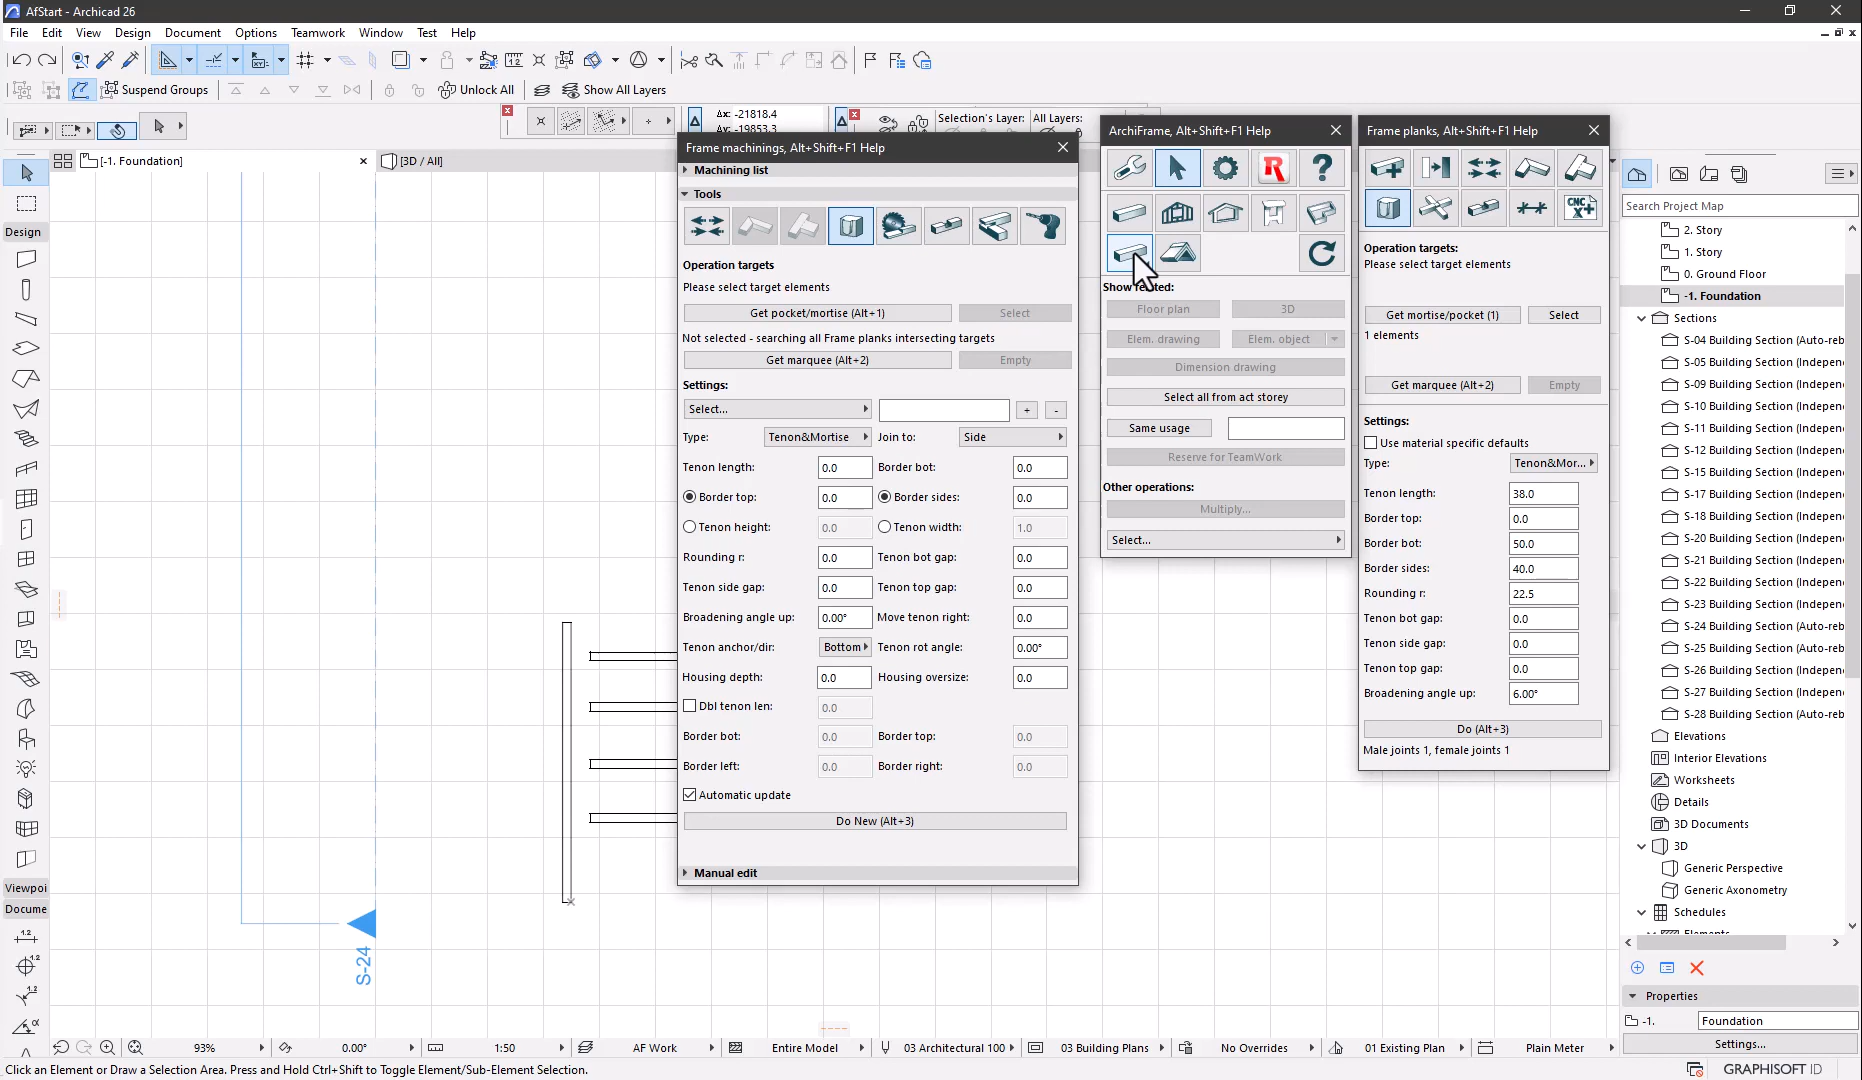 AfStart - Archicad 26
File Edit View Design Document Options Teamwork Window Test Help
Suspend Groups
Unlock All
Show All Layers
Δx: -21818.4
Δy: -19853.3
Selection's Layer:
All Layers:
[-1. Foundation]
[3D / All]
Design
Viewpoi
Docume
S-24
Frame machinings, Alt+Shift+F1 Help
Machining list
Tools
Operation targets
Please select target elements
Get pocket/mortise (Alt+1)
Select
Not selected - searching all Frame planks intersecting targets
Get marquee (Alt+2)
Empty
Settings:
Select...
+
-
Type:
Tenon&Mortise
Join to:
Side
Tenon length: 0.0
Border bot: 0.0
Border top: 0.0
Border sides: 0.0
Tenon height: 0.0
Tenon width: 1.0
Rounding r: 0.0
Tenon bot gap: 0.0
Tenon side gap: 0.0
Tenon top gap: 0.0
Broadening angle up: 0.00°
Move tenon right: 0.0
Tenon anchor/dir: Bottom
Tenon rot angle: 0.00°
Housing depth: 0.0
Housing oversize: 0.0
Dbl tenon len: 0.0
Border bot: 0.0
Border top: 0.0
Border left: 0.0
Border right: 0.0
Automatic update
Do New (Alt+3)
Manual edit
ArchiFrame, Alt+Shift+F1 Help
R
?
Floor plan
3D
Elem. drawing
Elem. object
Dimension drawing
Select all from act storey
Same usage
Reserve for TeamWork
Other operations:
Multiply...
Select...
Frame planks, Alt+Shift+F1 Help
CNC
X+
Operation targets:
Please select target elements
Get mortise/pocket (1)
Select
1 elements
Get marquee (Alt+2)
Empty
Settings:
Use material specific defaults
Type:
Tenon&Mor...
Tenon length: 38.0
Border top: 0.0
Border bot: 50.0
Border sides: 40.0
Rounding r: 22.5
Tenon bot gap: 0.0
Tenon side gap: 0.0
Tenon top gap: 0.0
Broadening angle up: 6.00°
Do (Alt+3)
Male joints 1, female joints 1
Search Project Map
2. Story
1. Story
0. Ground Floor
-1. Foundation
Sections
S-04 Building Section (Auto-reb
S-05 Building Section (Indepen
S-09 Building Section (Indepen
S-10 Building Section (Indepen
S-11 Building Section (Indepen
S-12 Building Section (Indepen
S-15 Building Section (Indepen
S-17 Building Section (Indepen
S-18 Building Section (Indepen
S-20 Building Section (Indepen
S-21 Building Section (Indepen
S-22 Building Section (Indepen
S-23 Building Section (Indepen
S-24 Building Section (Auto-reb
S-25 Building Section (Auto-reb
S-26 Building Section (Indepen
S-27 Building Section (Indepen
S-28 Building Section (Auto-reb
Elevations
Interior Elevations
Worksheets
Details
3D Documents
3D
Generic Perspective
Generic Axonometry
Schedules
Properties
-1.
Foundation
Settings...
93%
0.00°
1:50
AF Work
Entire Model
03 Architectural 100
03 Building Plans
No Overrides
01 Existing Plan
Plain Meter
Click an Element or Draw a Selection Area. Press and Hold Ctrl+Shift to Toggle Element/Sub-Element Selection.
GRAPHISOFT ID